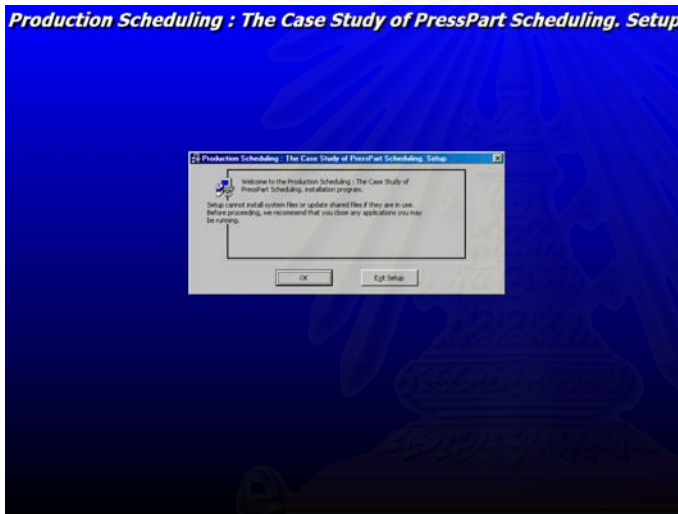 Production Scheduling : The Case Study of PressPart Scheduling. Setup
Production Scheduling : The Case Study of PressPart Scheduling. Setup
Welcome to the Production Scheduling : The Case Study of
PressPart Scheduling. installation program.
Setup cannot install system files or update shared files if they are in use.
Before proceeding, we recommend that you close any applications you may
be running.
OK
Exit Setup